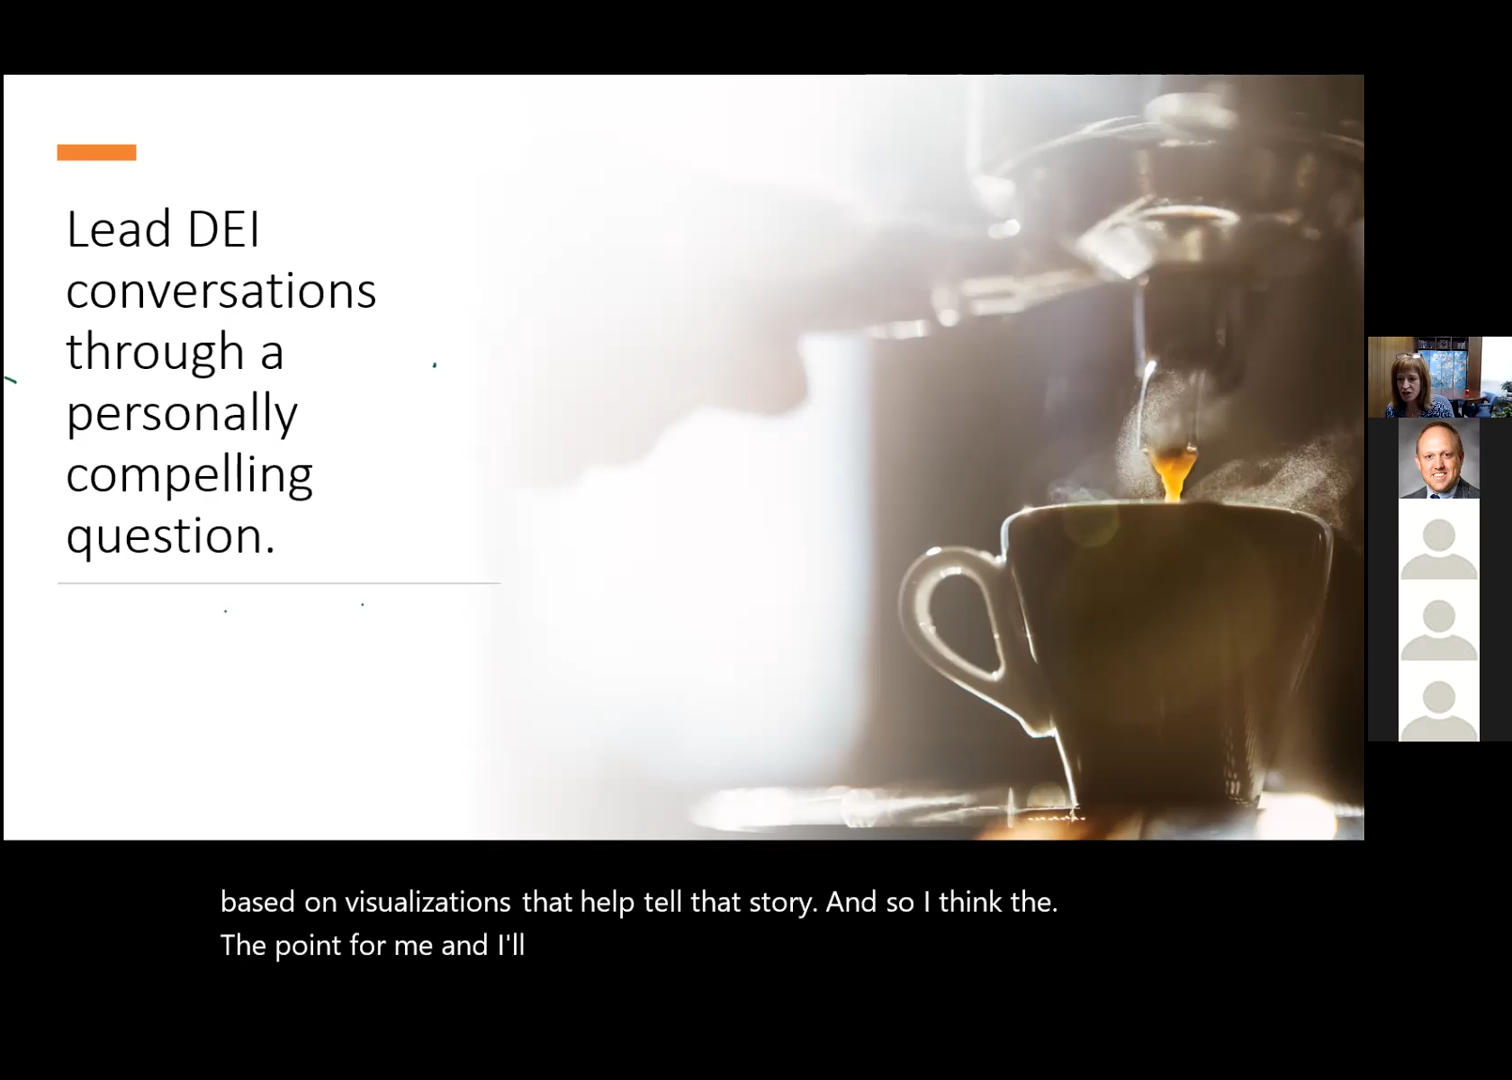 Lead DEI
conversations
through a
personally
compelling
question.
based on visualizations that help tell that story. And so I think the.
The point for me and I'll